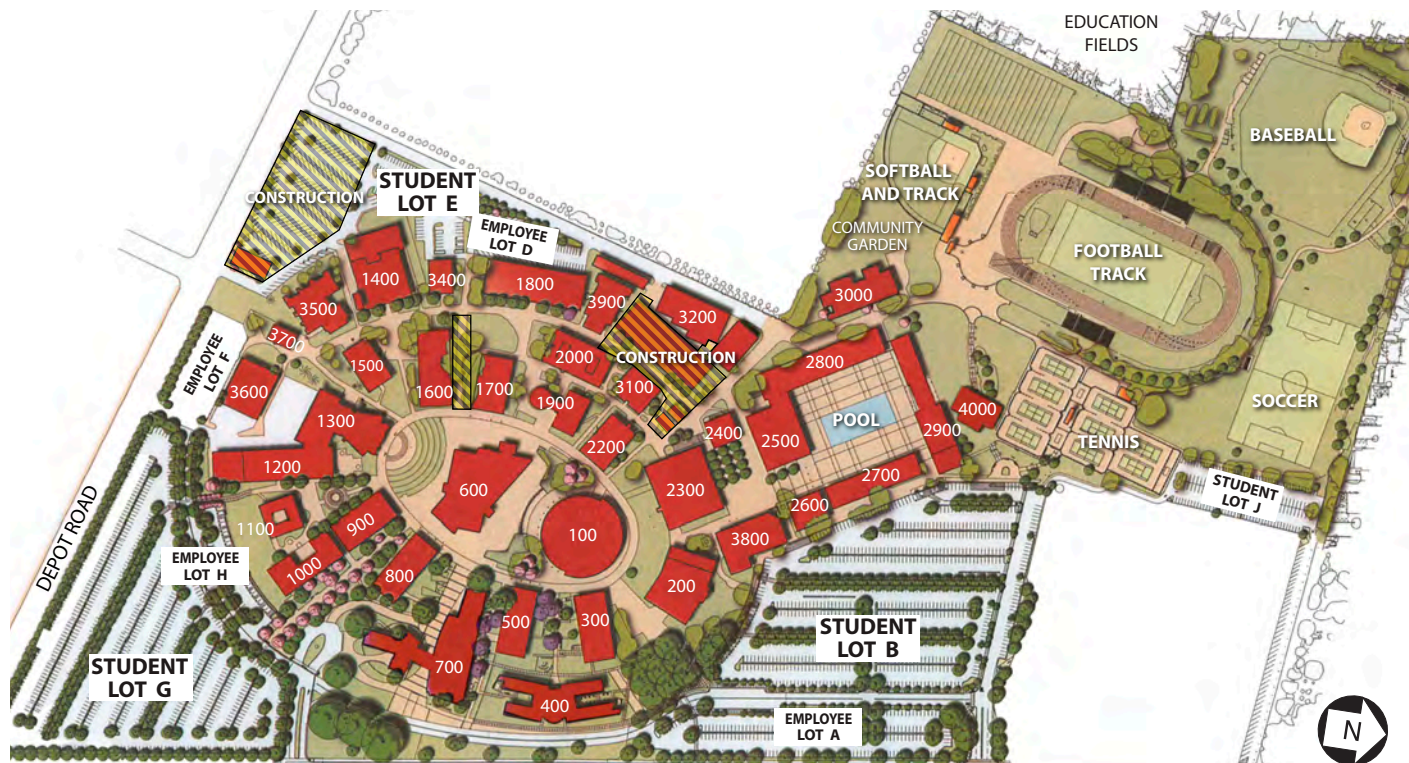 EDUCATION
FIELDS
BASEBALL
SOFTBALL
AND TRACK
CONSTRUCTION
STUDENT
LOT E
EMPLOYEE
LOT D
COMMUNITY
GARDEN
FOOTBALL
TRACK
1400
3400
1800
3900
3000
3500
3200
3700
1500
2000
CONSTRUCTION
2800
EMPLOYEE
LOT F
3600
1600
1700
3100
1900
SOCCER
1300
4000
POOL
2400
2500
2900
TENNIS
2200
1200
2700
600
2300
STUDENT
LOT J
2600
900
1100
100
3800
DEPOT ROAD
EMPLOYEE
LOT H
1000
800
200
500
300
STUDENT
LOT B
STUDENT
LOT G
700
400
EMPLOYEE
LOT A
N